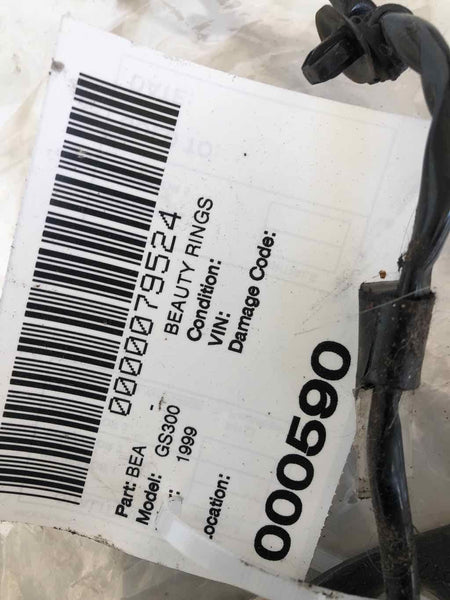 0000079524
BEAUTY RINGS
Part: BEA -
Condition:
Model: GS300
VIN:
1999
Damage Code:
ocation:
000590